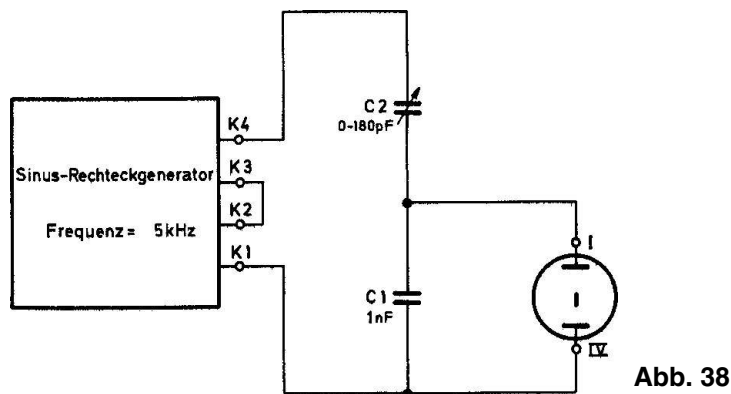 K4
C2
0-180pF
K3
Sinus-Rechteckgenerator
K2
Frequenz = 5kHz
K1
I
C1
1nF
IV
Abb. 38